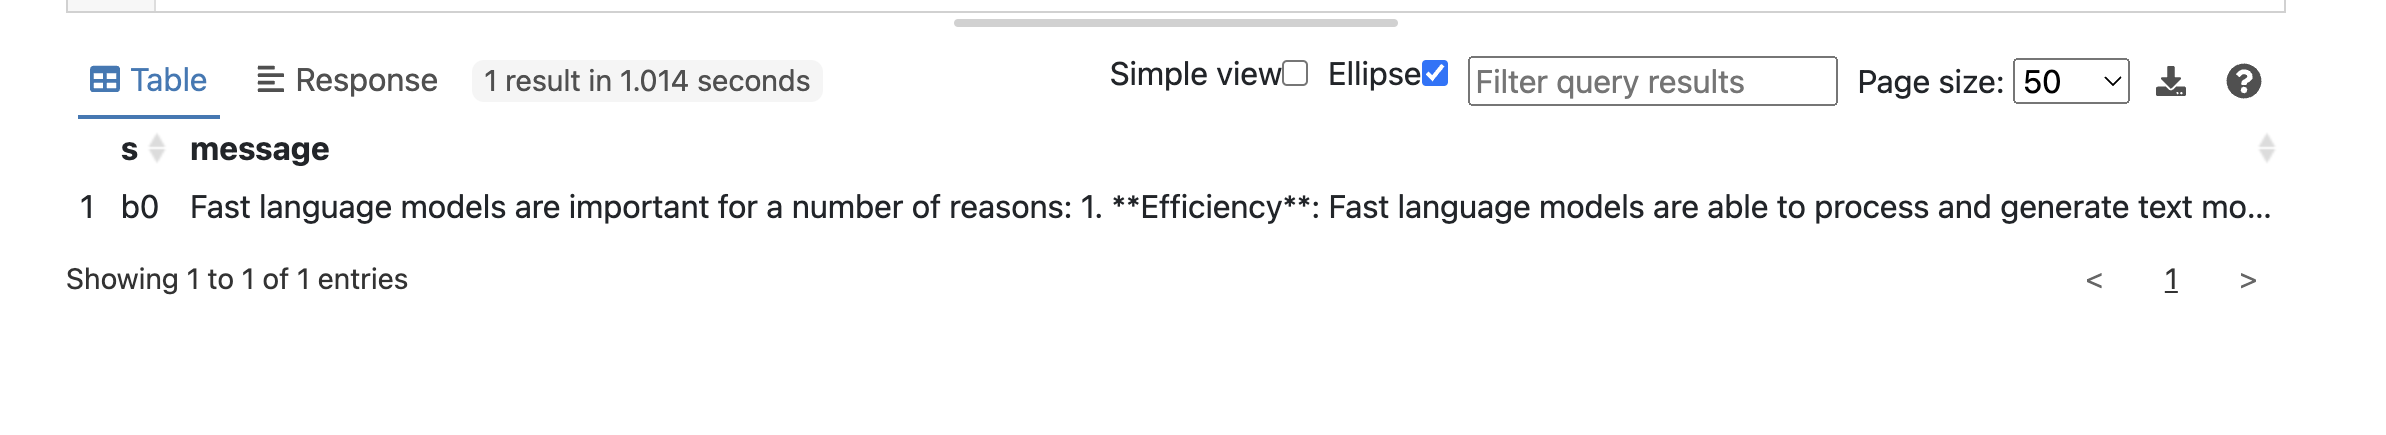 Table Response 1 result in 1.014 seconds Simple view Ellipse Filter query results Page size: 50
s message
1 b0 Fast language models are important for a number of reasons: 1. **Efficiency**: Fast language models are able to process and generate text mo...
Showing 1 to 1 of 1 entries < 1 >